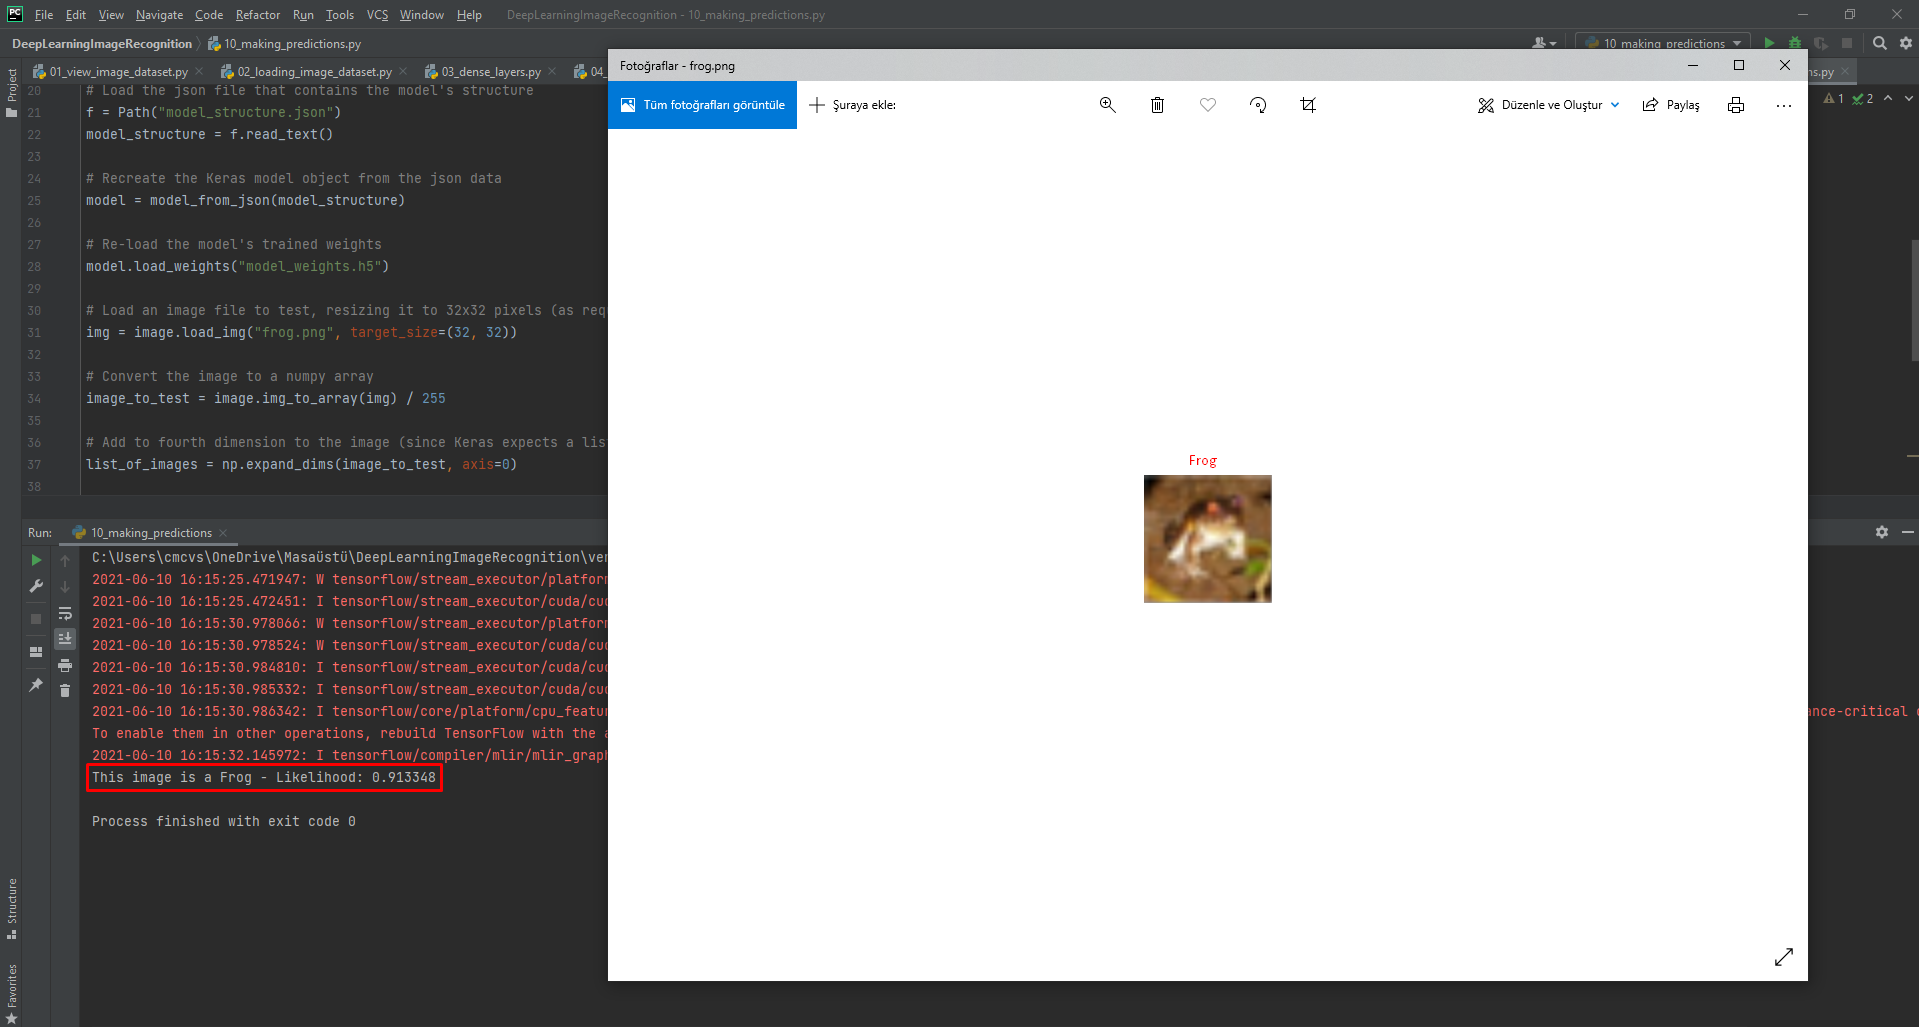 PC File Edit View Navigate Code Refactor Run Tools VCS Window Help DeepLearningImageRecognition - 10_making_predictions.py
DeepLearningImageRecognition 10_making_predictions.py
10_making_predictions
Project
01_view_image_dataset.py 02_loading_image_dataset.py 03_dense_layers.py 04_
ns.py
1 2
20 # Load the json file that contains the model's structure
21 f = Path("model_structure.json")
22 model_structure = f.read_text()
23
24 # Recreate the Keras model object from the json data
25 model = model_from_json(model_structure)
26
27 # Re-load the model's trained weights
28 model.load_weights("model_weights.h5")
29
30 # Load an image file to test, resizing it to 32x32 pixels (as req
31 img = image.load_img("frog.png", target_size=(32, 32))
32
33 # Convert the image to a numpy array
34 image_to_test = image.img_to_array(img) / 255
35
36 # Add to fourth dimension to the image (since Keras expects a lis
37 list_of_images = np.expand_dims(image_to_test, axis=0)
38
Fotoğraflar - frog.png
Tüm fotoğrafları görüntüle Şuraya ekle: Düzenle ve Oluştur Paylaş
Frog
Run: 10_making_predictions
C:\Users\cmcvs\OneDrive\Masaüstü\DeepLearningImageRecognition\ven
2021-06-10 16:15:25.471947: W tensorflow/stream_executor/platform
2021-06-10 16:15:25.472451: I tensorflow/stream_executor/cuda/cud
2021-06-10 16:15:30.978066: W tensorflow/stream_executor/platform
2021-06-10 16:15:30.978524: W tensorflow/stream_executor/cuda/cud
2021-06-10 16:15:30.984810: I tensorflow/stream_executor/cuda/cud
2021-06-10 16:15:30.985332: I tensorflow/stream_executor/cuda/cud
2021-06-10 16:15:30.986342: I tensorflow/core/platform/cpu_featur
ance-critical
To enable them in other operations, rebuild TensorFlow with the a
2021-06-10 16:15:32.145972: I tensorflow/compiler/mlir/mlir_graph
This image is a Frog - Likelihood: 0.913348
Process finished with exit code 0
Structure
Favorites